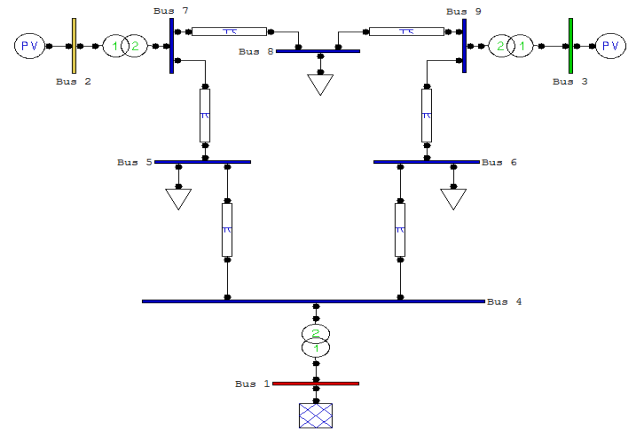 Bus 7
Bus 9
π
π
PV
1 2
2 1
PV
Bus 8
Bus 2
Bus 3
π
π
Bus 5
Bus 6
π
π
Bus 4
2
1
Bus 1